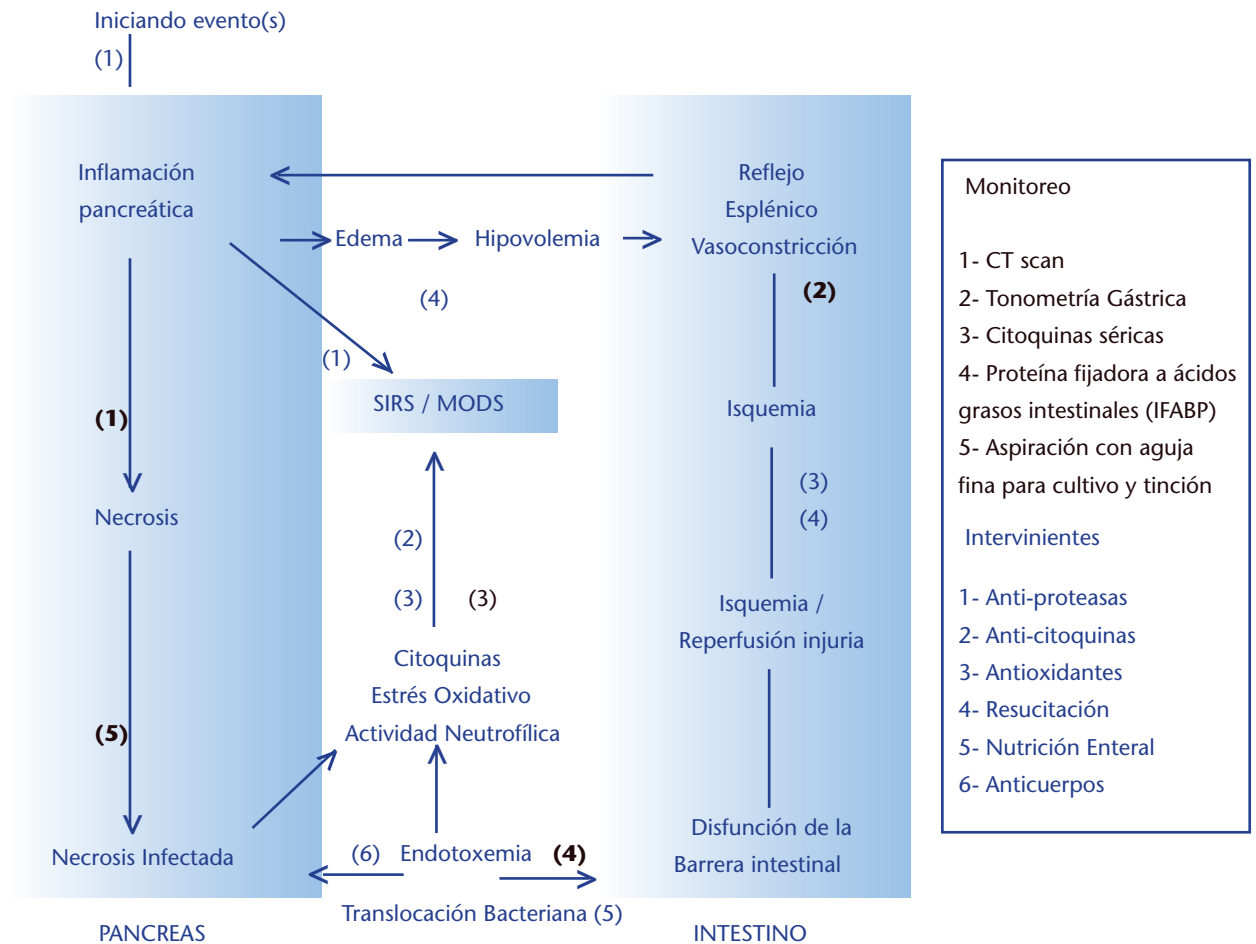 Iniciando evento(s)
(1)
Inflamación
pancreática
Edema
Hipovolemia
Reflejo
Esplénico
Vasoconstricción
(4)
(2)
(1)
SIRS / MODS
(1)
Isquemia
Necrosis
(2)
(3)
(3)
(3)
(4)
Citoquinas
Estrés Oxidativo
Actividad Neutrofílica
Isquemia /
Reperfusión injuria
(5)
Necrosis Infectada
(6)
Endotoxemia
(4)
Disfunción de la
Barrera intestinal
Translocación Bacteriana (5)
PANCREAS
INTESTINO
Monitoreo
1- CT scan
2- Tonometría Gástrica
3- Citoquinas séricas
4- Proteína fijadora a ácidos
grasos intestinales (IFABP)
5- Aspiración con aguja
fina para cultivo y tinción
Intervinientes
1- Anti-proteasas
2- Anti-citoquinas
3- Antioxidantes
4- Resucitación
5- Nutrición Enteral
6- Anticuerpos